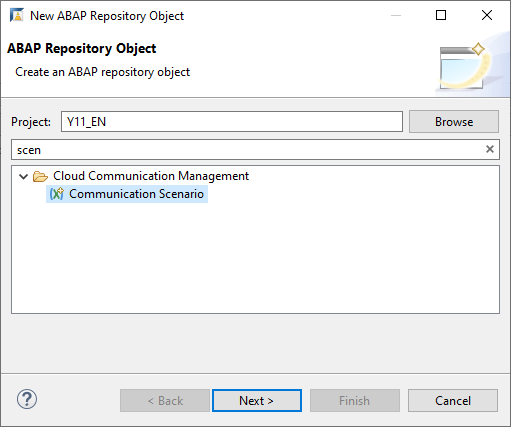 New ABAP Repository Object
ABAP Repository Object
Create an ABAP repository object
Project: Y11_EN Browse
scen
Cloud Communication Management
Communication Scenario
< Back Next > Finish Cancel